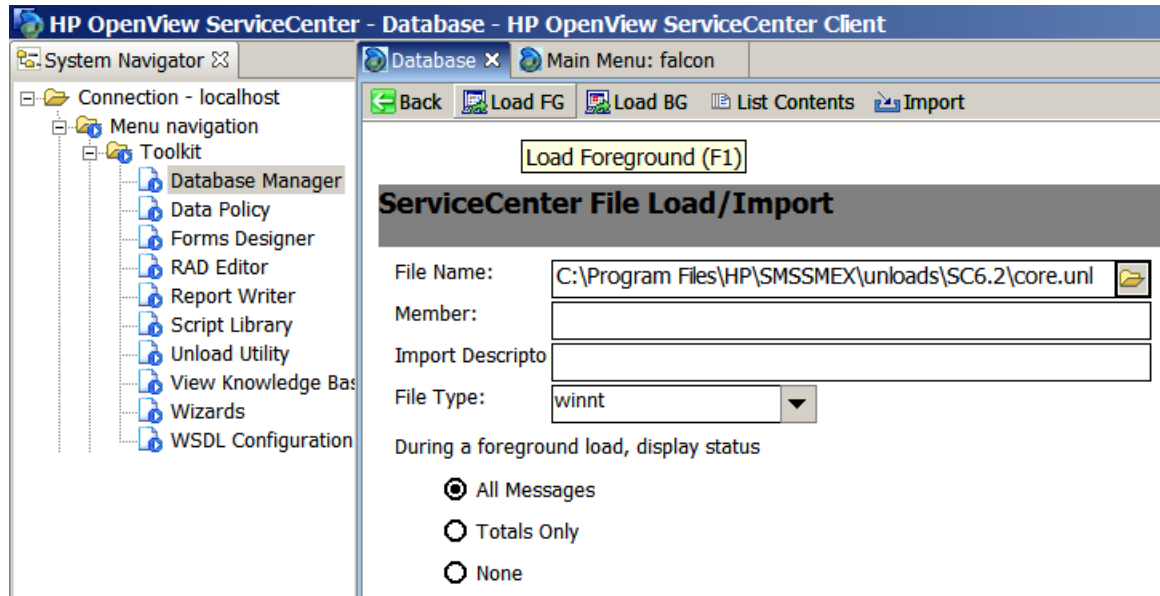 HP OpenView ServiceCenter - Database - HP OpenView ServiceCenter Client
System Navigator
Database
Main Menu: falcon
Back
Load FG
Load BG
List Contents
Import
Load Foreground (F1)
Connection - localhost
Menu navigation
Toolkit
Database Manager
Data Policy
Forms Designer
RAD Editor
Report Writer
Script Library
Unload Utility
View Knowledge Bas
Wizards
WSDL Configuration
ServiceCenter File Load/Import
File Name:
C:\Program Files\HP\SMSSMEX\unloads\SC6.2\core.unl
Member:
Import Descripto
File Type:
winnt
During a foreground load, display status
All Messages
Totals Only
None